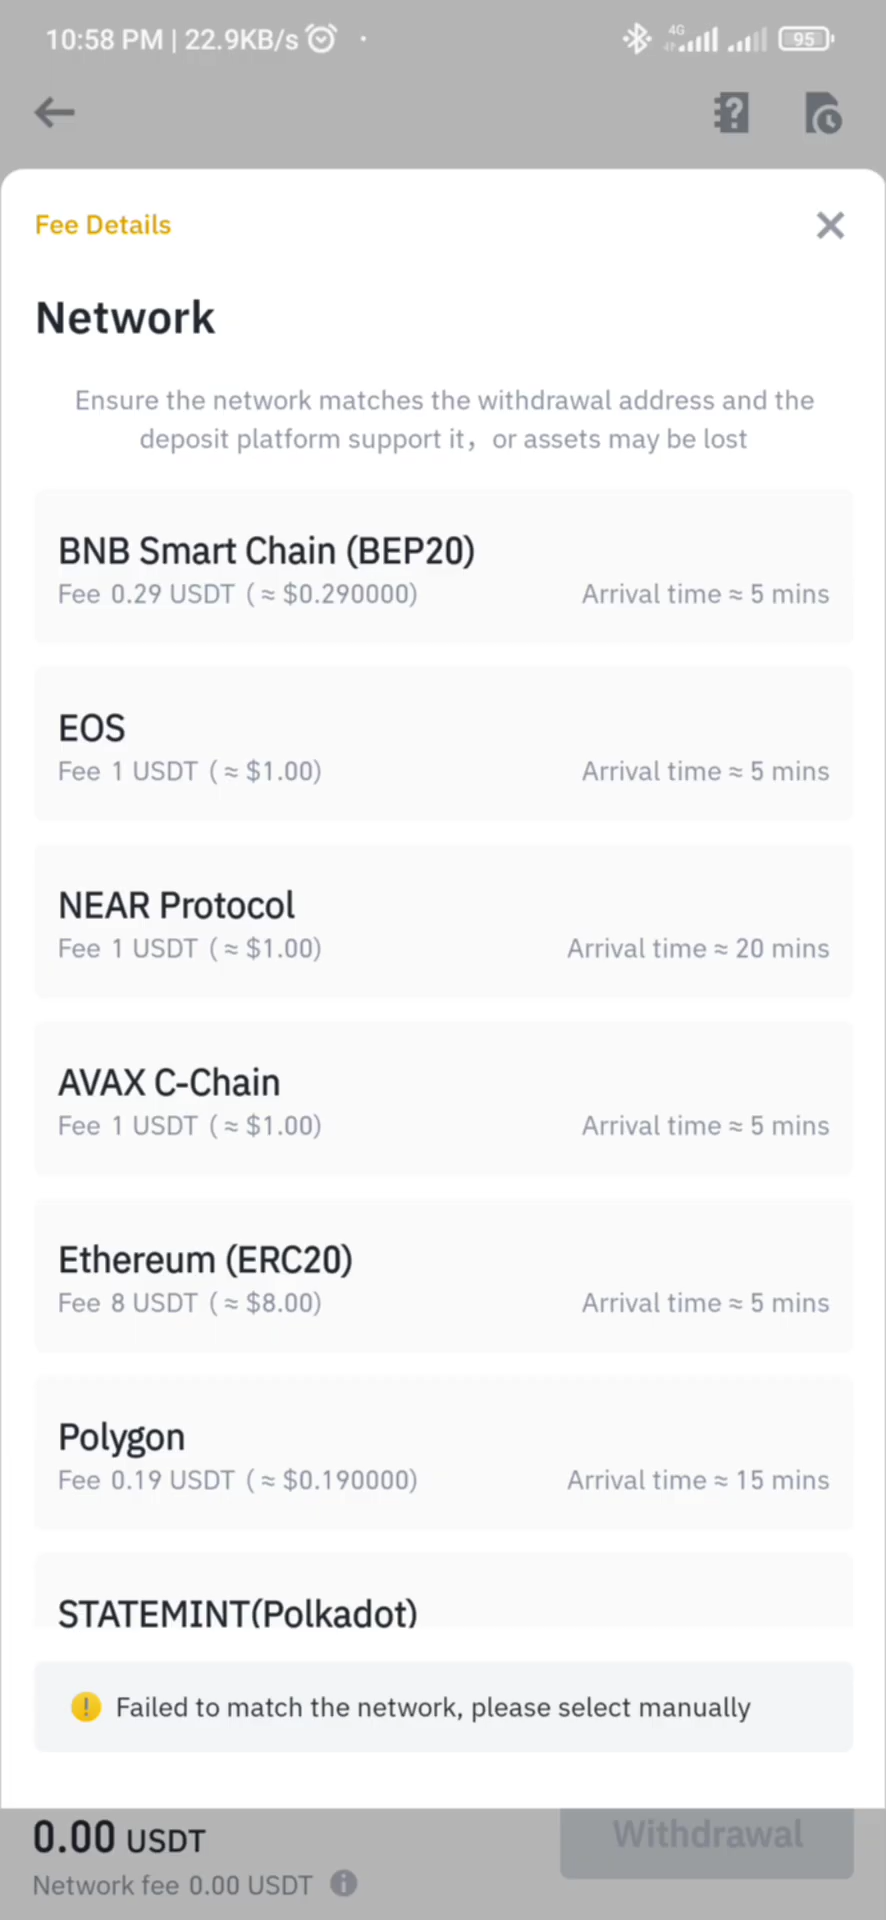 10:58 PM | 22.9KB/s
4G
95
Fee Details
Network
Ensure the network matches the withdrawal address and the
deposit platform support it，or assets may be lost
BNB Smart Chain (BEP20)
Fee 0.29 USDT (≈ $0.290000) Arrival time ≈ 5 mins
EOS
Fee 1 USDT (≈ $1.00) Arrival time ≈ 5 mins
NEAR Protocol
Fee 1 USDT (≈ $1.00) Arrival time ≈ 20 mins
AVAX C-Chain
Fee 1 USDT (≈ $1.00) Arrival time ≈ 5 mins
Ethereum (ERC20)
Fee 8 USDT (≈ $8.00) Arrival time ≈ 5 mins
Polygon
Fee 0.19 USDT (≈ $0.190000) Arrival time ≈ 15 mins
STATEMINT(Polkadot)
Failed to match the network, please select manually
0.00 USDT
Withdrawal
Network fee 0.00 USDT